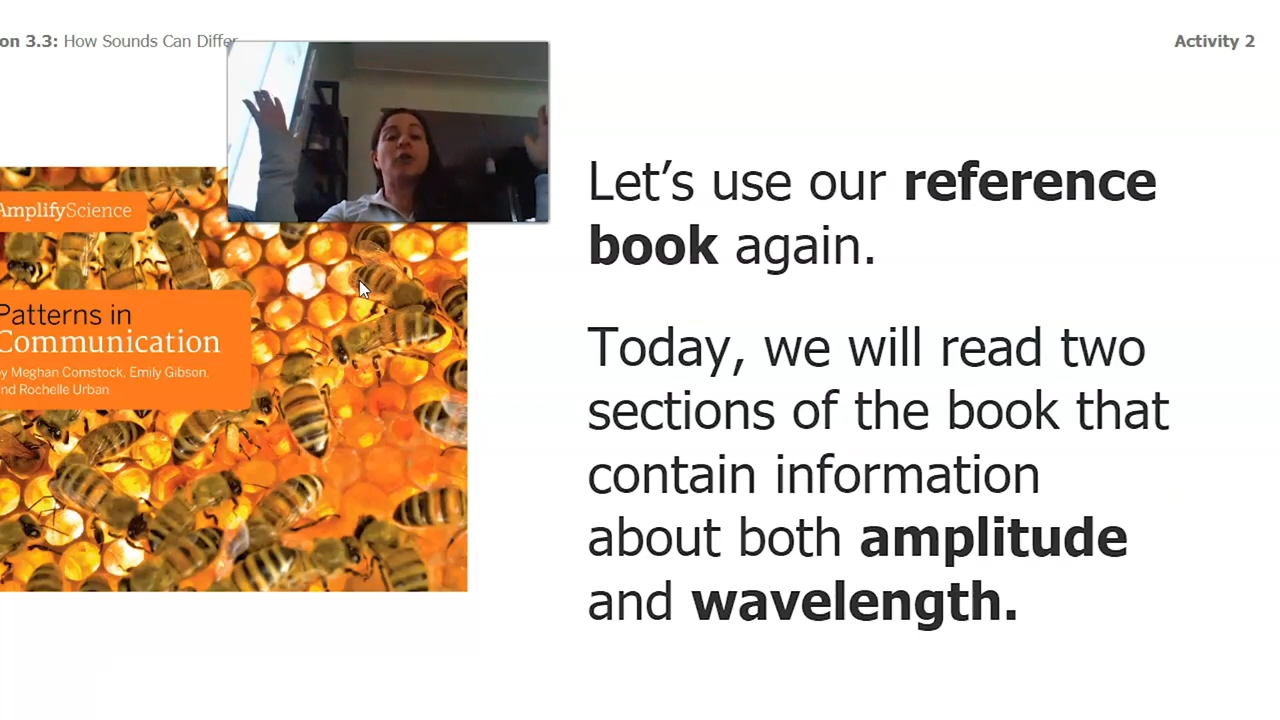 on 3.3: How Sounds Can Differ
Activity 2
AmplifyScience
Patterns in
Communication
by Meghan Comstock, Emily Gibson,
and Rochelle Urban
Let's use our reference
book again.
Today, we will read two
sections of the book that
contain information
about both amplitude
and wavelength.